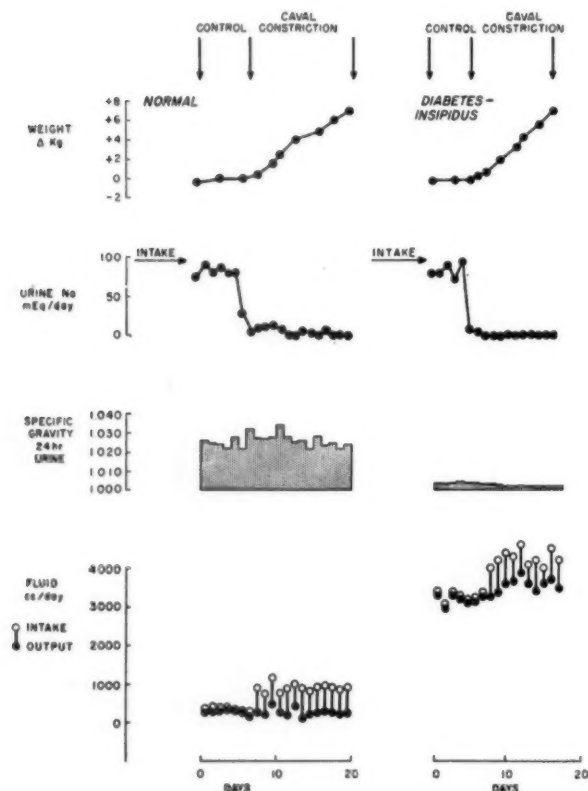 CONTROL CAVAL CONSTRICTION
CONTROL CAVAL CONSTRICTION
NORMAL
DIABETES-
INSIPIDUS
WEIGHT
Δ Kg
+8
+6
+4
+2
0
-2
INTAKE
INTAKE
URINE Na
mEq/day
100
50
0
SPECIFIC
GRAVITY
24 hr
URINE
1.040
1.030
1.020
1.010
1.000
FLUID
cc/day
INTAKE
OUTPUT
4000
3000
2000
1000
0
0 10 20
DAYS
0 10 20
DAYS